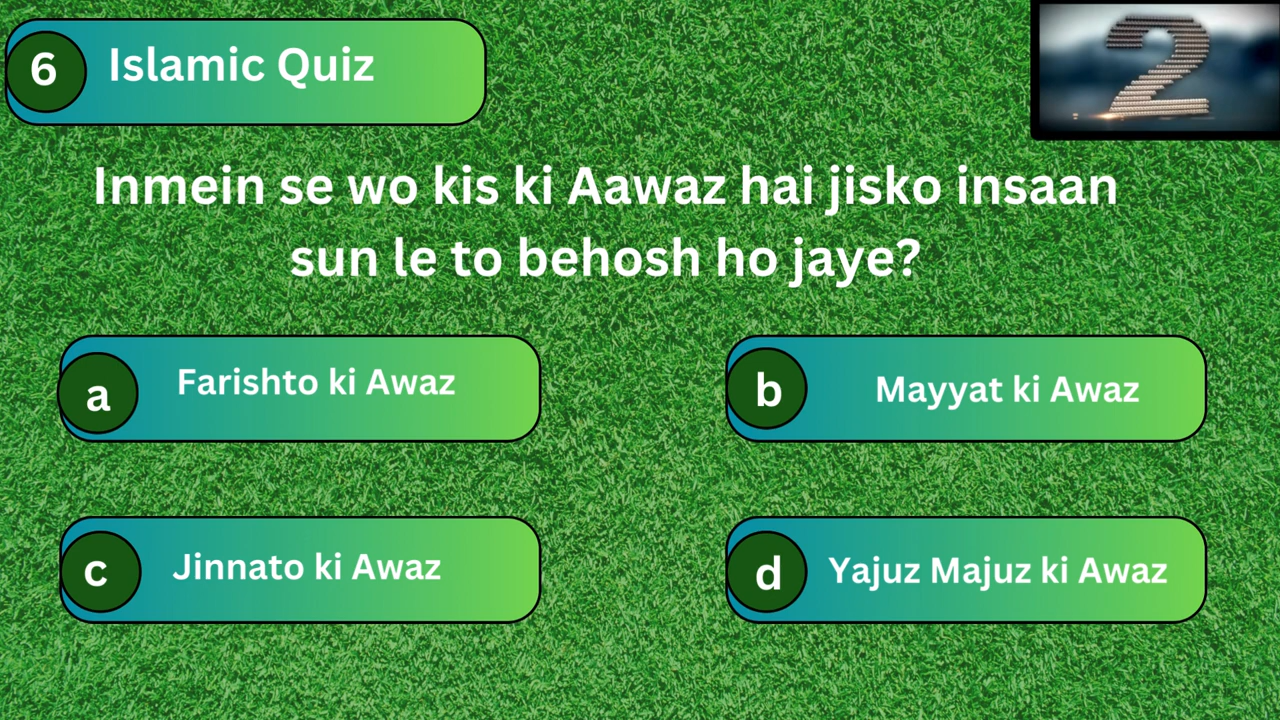 6 Islamic Quiz
2
Inmein se wo kis ki Aawaz hai jisko insaan
sun le to behosh ho jaye?
a Farishto ki Awaz
b Mayyat ki Awaz
c Jinnato ki Awaz
d Yajuz Majuz ki Awaz